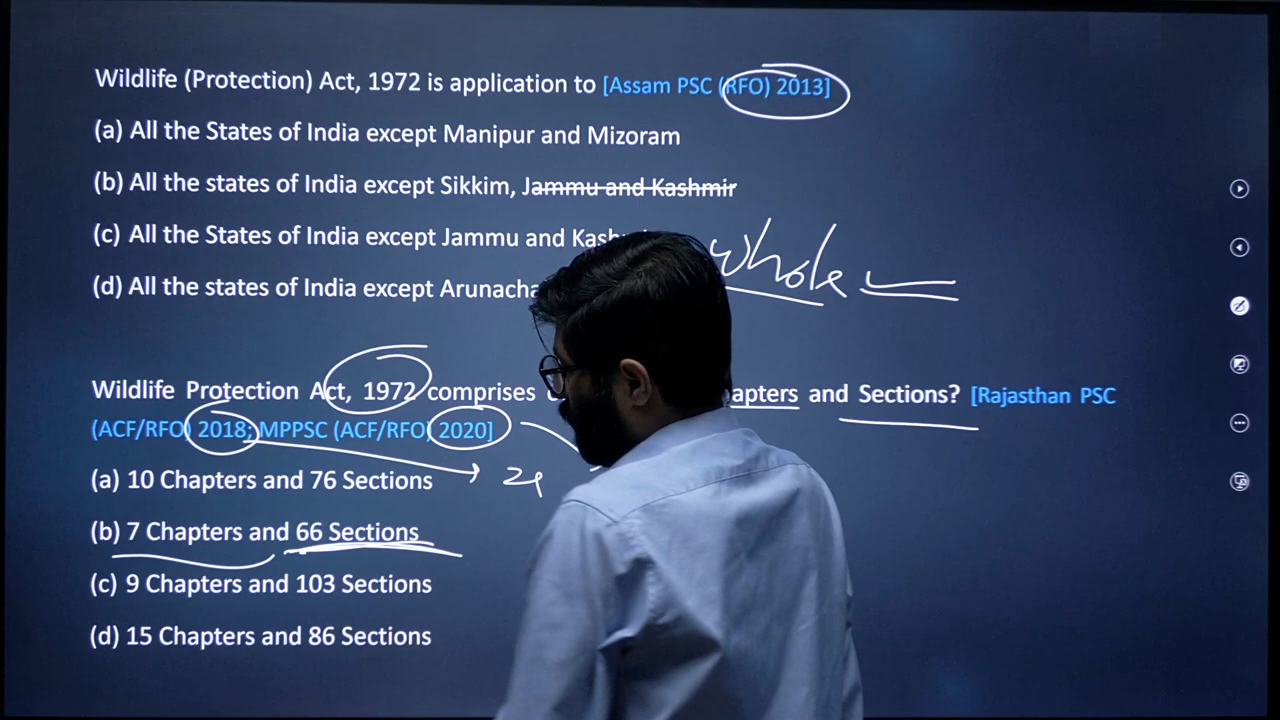 Wildlife (Protection) Act, 1972 is application to [Assam PSC (RFO) 2013]
(a) All the States of India except Manipur and Mizoram
(b) All the states of India except Sikkim, Jammu and Kashmir
(c) All the States of India except Jammu and
whole
(d) All the states of India except
Wildlife Protection Act, 1972 comprises and Sections? [Rajasthan PSC
(ACF/RFO) 2018; MPPSC (ACF/RFO) 2020]
(a) 10 Chapters and 76 Sections
(b) 7 Chapters and 66 Sections
(c) 9 Chapters and 103 Sections
(d) 15 Chapters and 86 Sections